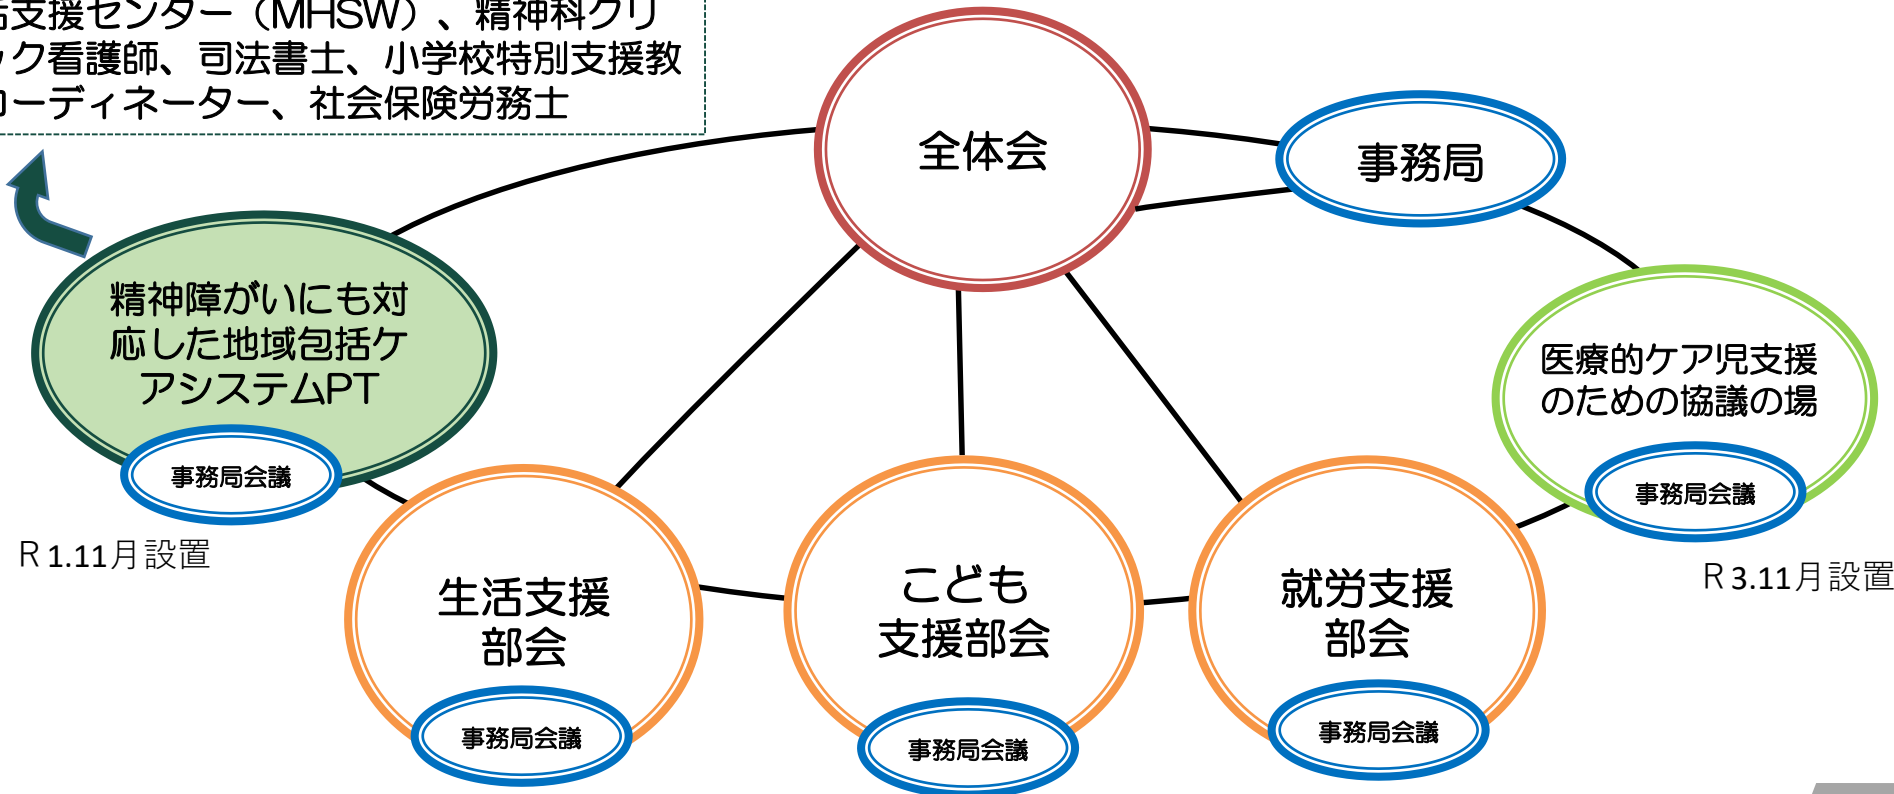 活支援センター（MHSW）、精神科クリ
ック看護師、司法書士、小学校特別支援教
コーディネーター、社会保険労務士
全体会
事務局
精神障がいにも対
応した地域包括ケ
アシステムPT
事務局会議
R 1.11月設置
医療的ケア児支援
のための協議の場
事務局会議
R 3.11月設置
生活支援
部会
事務局会議
こども
支援部会
事務局会議
就労支援
部会
事務局会議